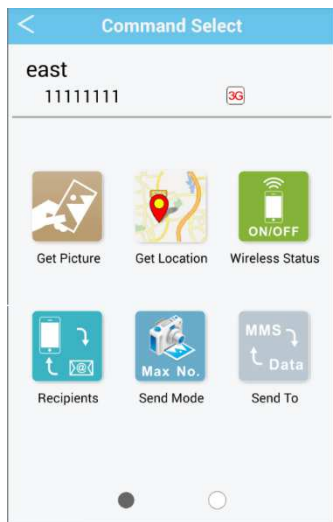 Command Select
east
11111111 3G
ON/OFF
Get Picture Get Location Wireless Status
MMS
Data
Max No.
Recipients Send Mode Send To